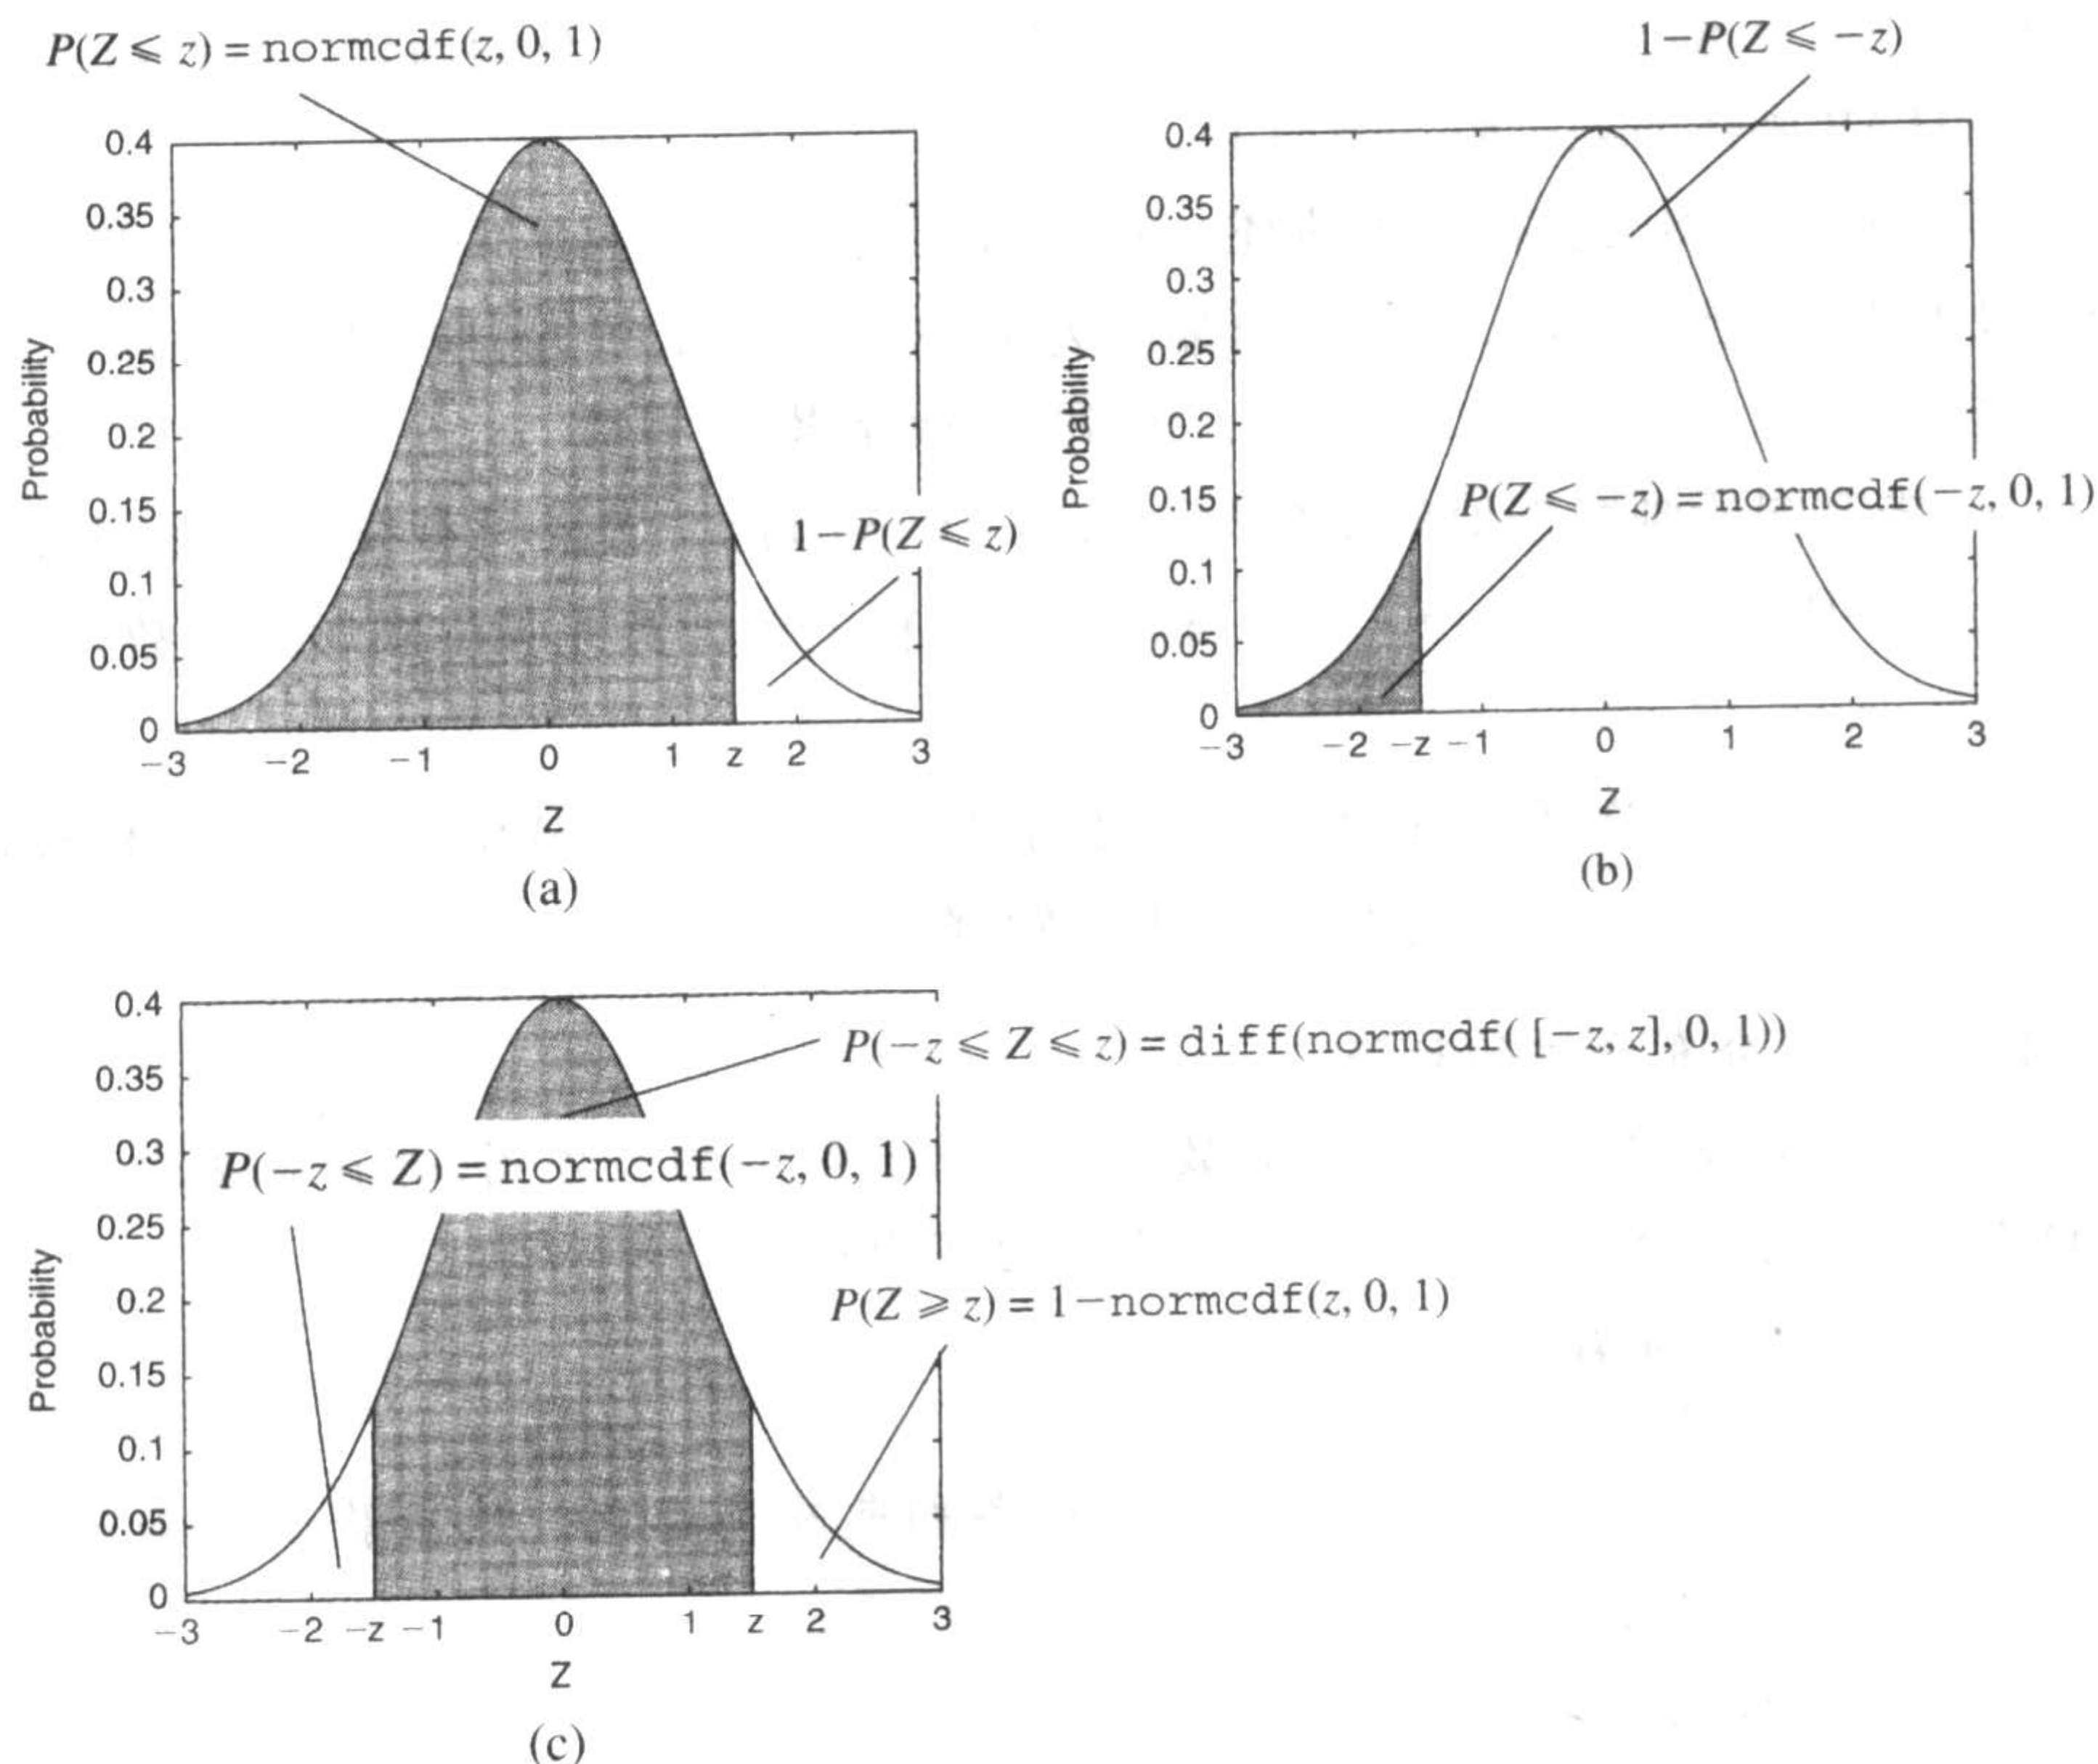 P(Z ⩽ z) = normcdf(z, 0, 1)
0.4
0.35
0.3
0.25
0.2
0.15
0.1
0.05
0
Probability
1−P(Z ⩽ z)
−3 −2 −1 0 1 z 2 3
z
(a)
1−P(Z ⩽ −z)
0.4
0.35
0.3
0.25
0.2
0.15
0.1
0.05
0
Probability
P(Z ⩽ −z) = normcdf(−z, 0, 1)
−3 −2 −z −1 0 1 2 3
z
(b)
0.4
0.35
0.3
0.25
0.2
0.15
0.1
0.05
0
Probability
P(−z ⩽ Z ⩽ z) = diff(normcdf( [−z, z], 0, 1))
P(−z ⩽ Z) = normcdf(−z, 0, 1)
P(Z ⩾ z) = 1−normcdf(z, 0, 1)
−3 −2 −z −1 0 1 z 2 3
z
(c)